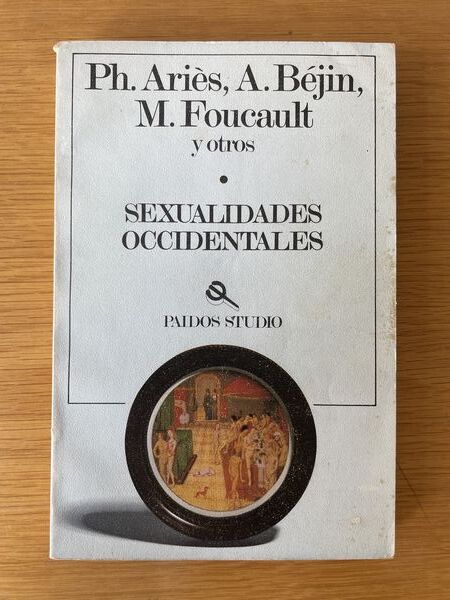 Ph. Ariès, A. Béjin,
M. Foucault
y otros
SEXUALIDADES
OCCIDENTALES
PAIDOS STUDIO